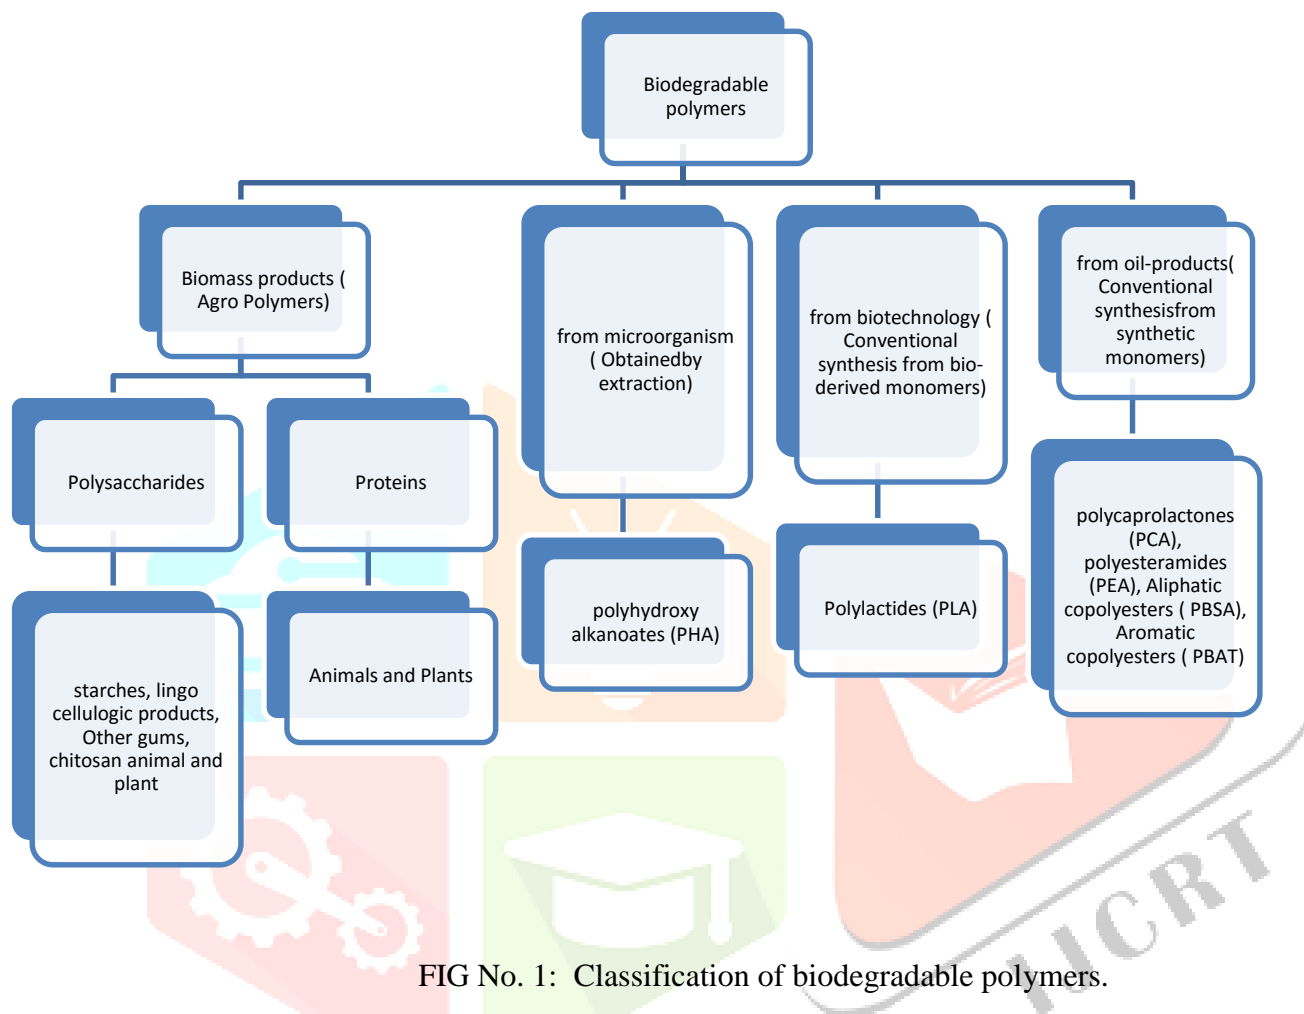 Biodegradable
polymers
Biomass products (
Agro Polymers)
from microorganism
( Obtainedby
extraction)
from biotechnology (
Conventional
synthesis from bio-
derived monomers)
from oil-products(
Conventional
synthesisfrom
synthetic
monomers)
Polysaccharides
Proteins
starches, lingo
cellulogic products,
Other gums,
chitosan animal and
plant
Animals and Plants
polyhydroxy
alkanoates (PHA)
Polylactides (PLA)
polycaprolactones
(PCA),
polyesteramides
(PEA), Aliphatic
copolyesters ( PBSA),
Aromatic
copolyesters ( PBAT)
IJCRT
FIG No. 1:  Classification of biodegradable polymers.